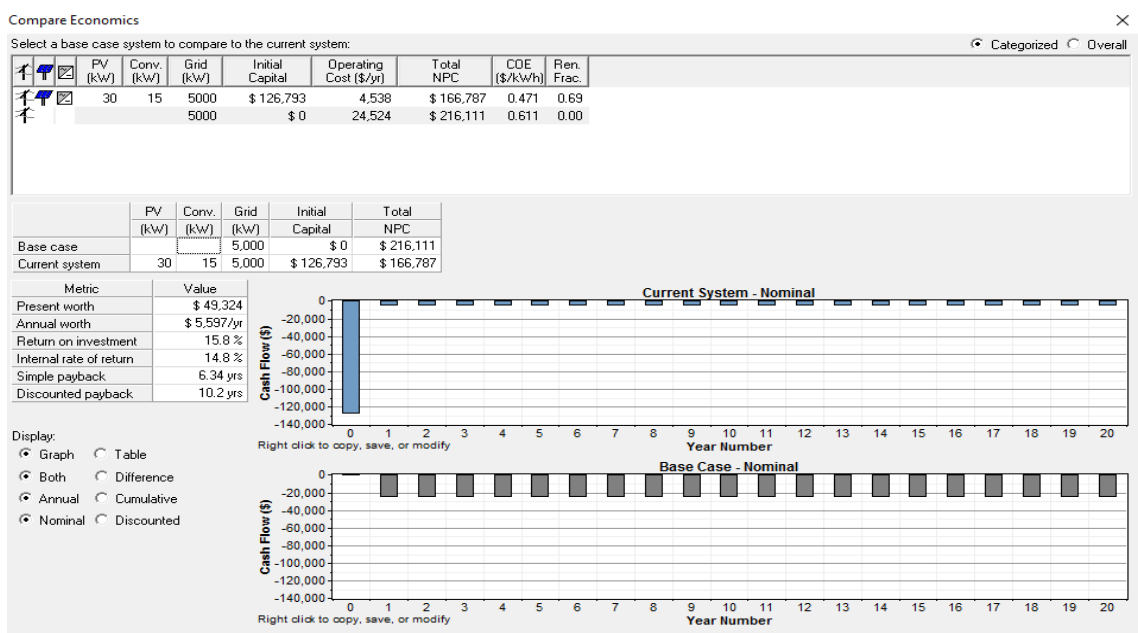 Compare Economics
Select a base case system to compare to the current system:
Categorized Overall
PV (kW) Conv. (kW) Grid (kW) Initial Capital Operating Cost ($/yr) Total NPC COE ($/kWh) Ren. Frac.
30 15 5000 $ 126,793 4,538 $ 166,787 0.471 0.69
5000 $ 0 24,524 $ 216,111 0.611 0.00
PV Conv. Grid Initial Total
(kW) (kW) (kW) Capital NPC
Base case 5,000 $ 0 $ 216,111
Current system 30 15 5,000 $ 126,793 $ 166,787
Metric Value
Present worth $ 49,324
Annual worth $ 5,597/yr
Return on investment 15.8 %
Internal rate of return 14.8 %
Simple payback 6.34 yrs
Discounted payback 10.2 yrs
Display:
Graph Table
Both Difference
Annual Cumulative
Nominal Discounted
Current System - Nominal
Cash Flow ($)
0
-20,000
-40,000
-60,000
-80,000
-100,000
-120,000
-140,000
0 1 2 3 4 5 6 7 8 9 10 11 12 13 14 15 16 17 18 19 20
Right click to copy, save, or modify
Year Number
Base Case - Nominal
Cash Flow ($)
0
-20,000
-40,000
-60,000
-80,000
-100,000
-120,000
-140,000
0 1 2 3 4 5 6 7 8 9 10 11 12 13 14 15 16 17 18 19 20
Right click to copy, save, or modify
Year Number